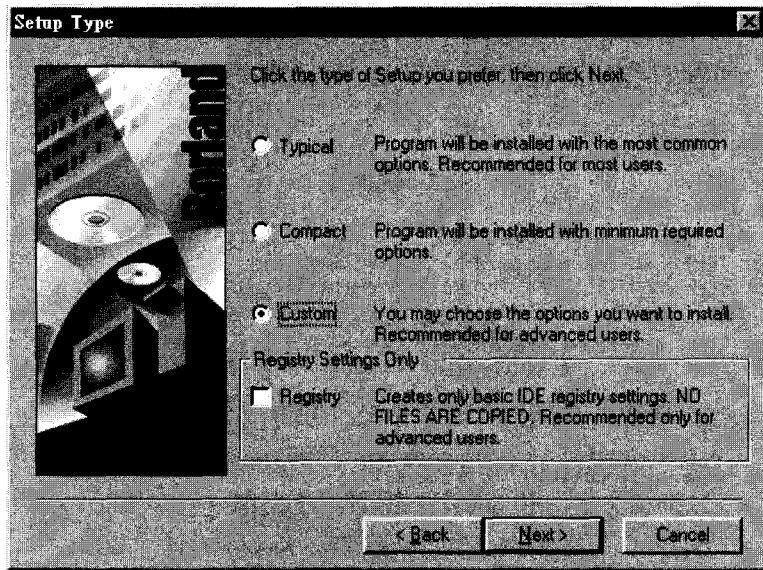 Setup Type
Borland
Click the type of Setup you prefer, then click Next.
Typical
Program will be installed with the most common
options. Recommended for most users.
Compact
Program will be installed with minimum required
options.
Custom
You may choose the options you want to install.
Recommended for advanced users.
Registry Settings Only
Registry
Creates only basic IDE registry settings. NO
FILES ARE COPIED. Recommended only for
advanced users.
< Back
Next >
Cancel